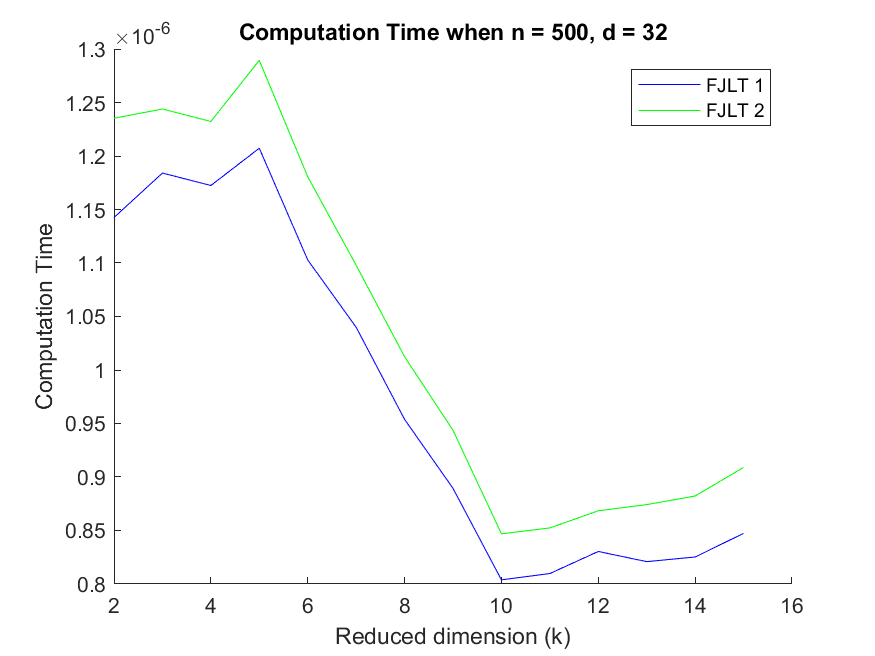 Computation Time when n = 500, d = 32
×10⁻⁶
1.3
1.25
1.2
1.15
1.1
1.05
1
0.95
0.9
0.85
0.8
Computation Time
FJLT 1
FJLT 2
2 4 6 8 10 12 14 16
Reduced dimension (k)